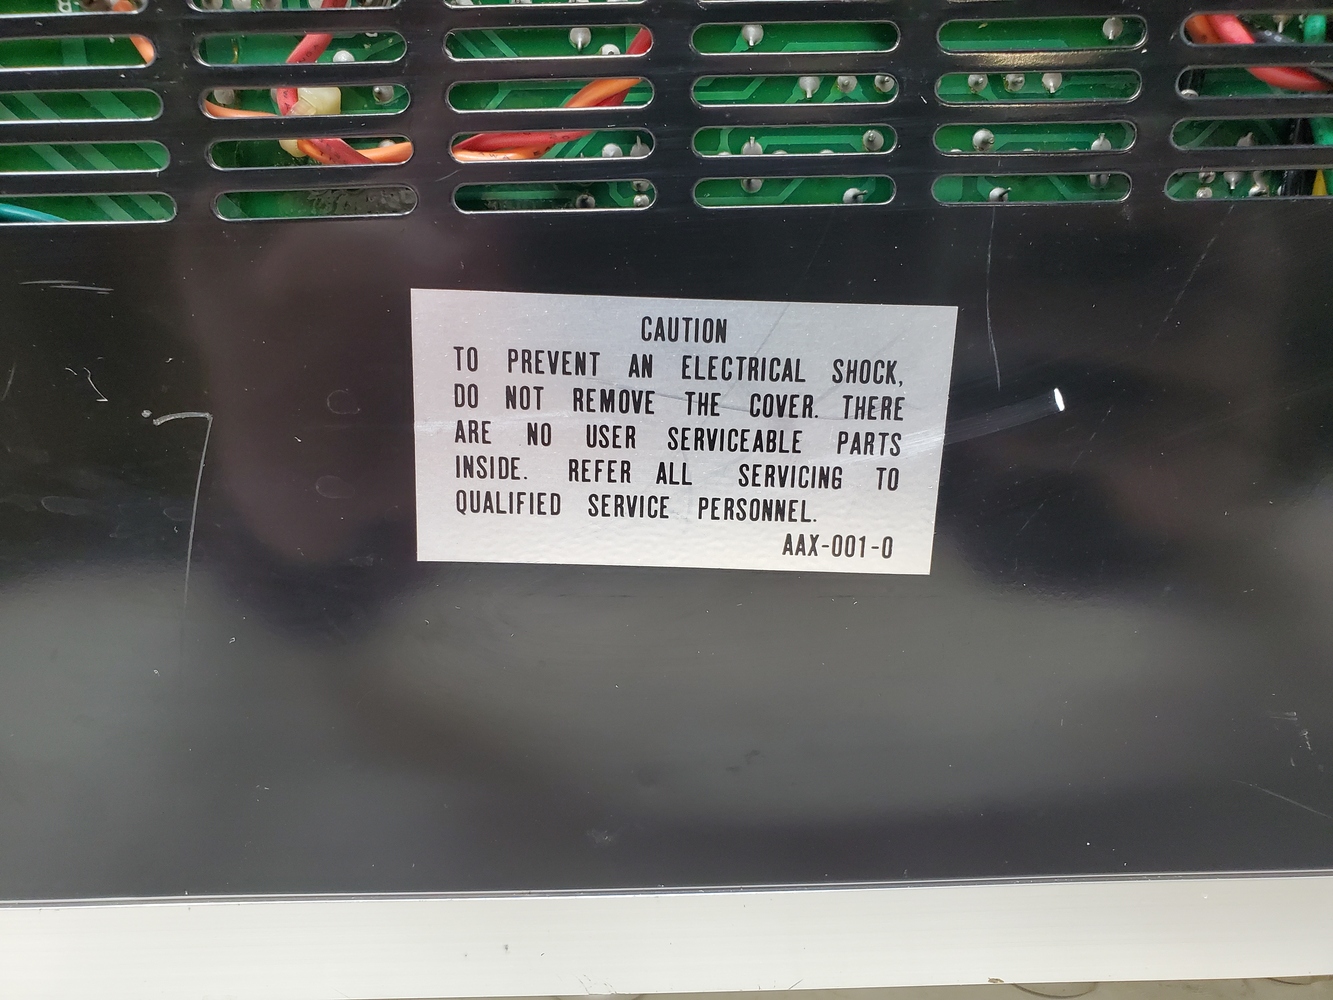 CAUTION
TO PREVENT AN ELECTRICAL SHOCK,
DO NOT REMOVE THE COVER. THERE
ARE NO USER SERVICEABLE PARTS
INSIDE. REFER ALL SERVICING TO
QUALIFIED SERVICE PERSONNEL.
AAX-001-0